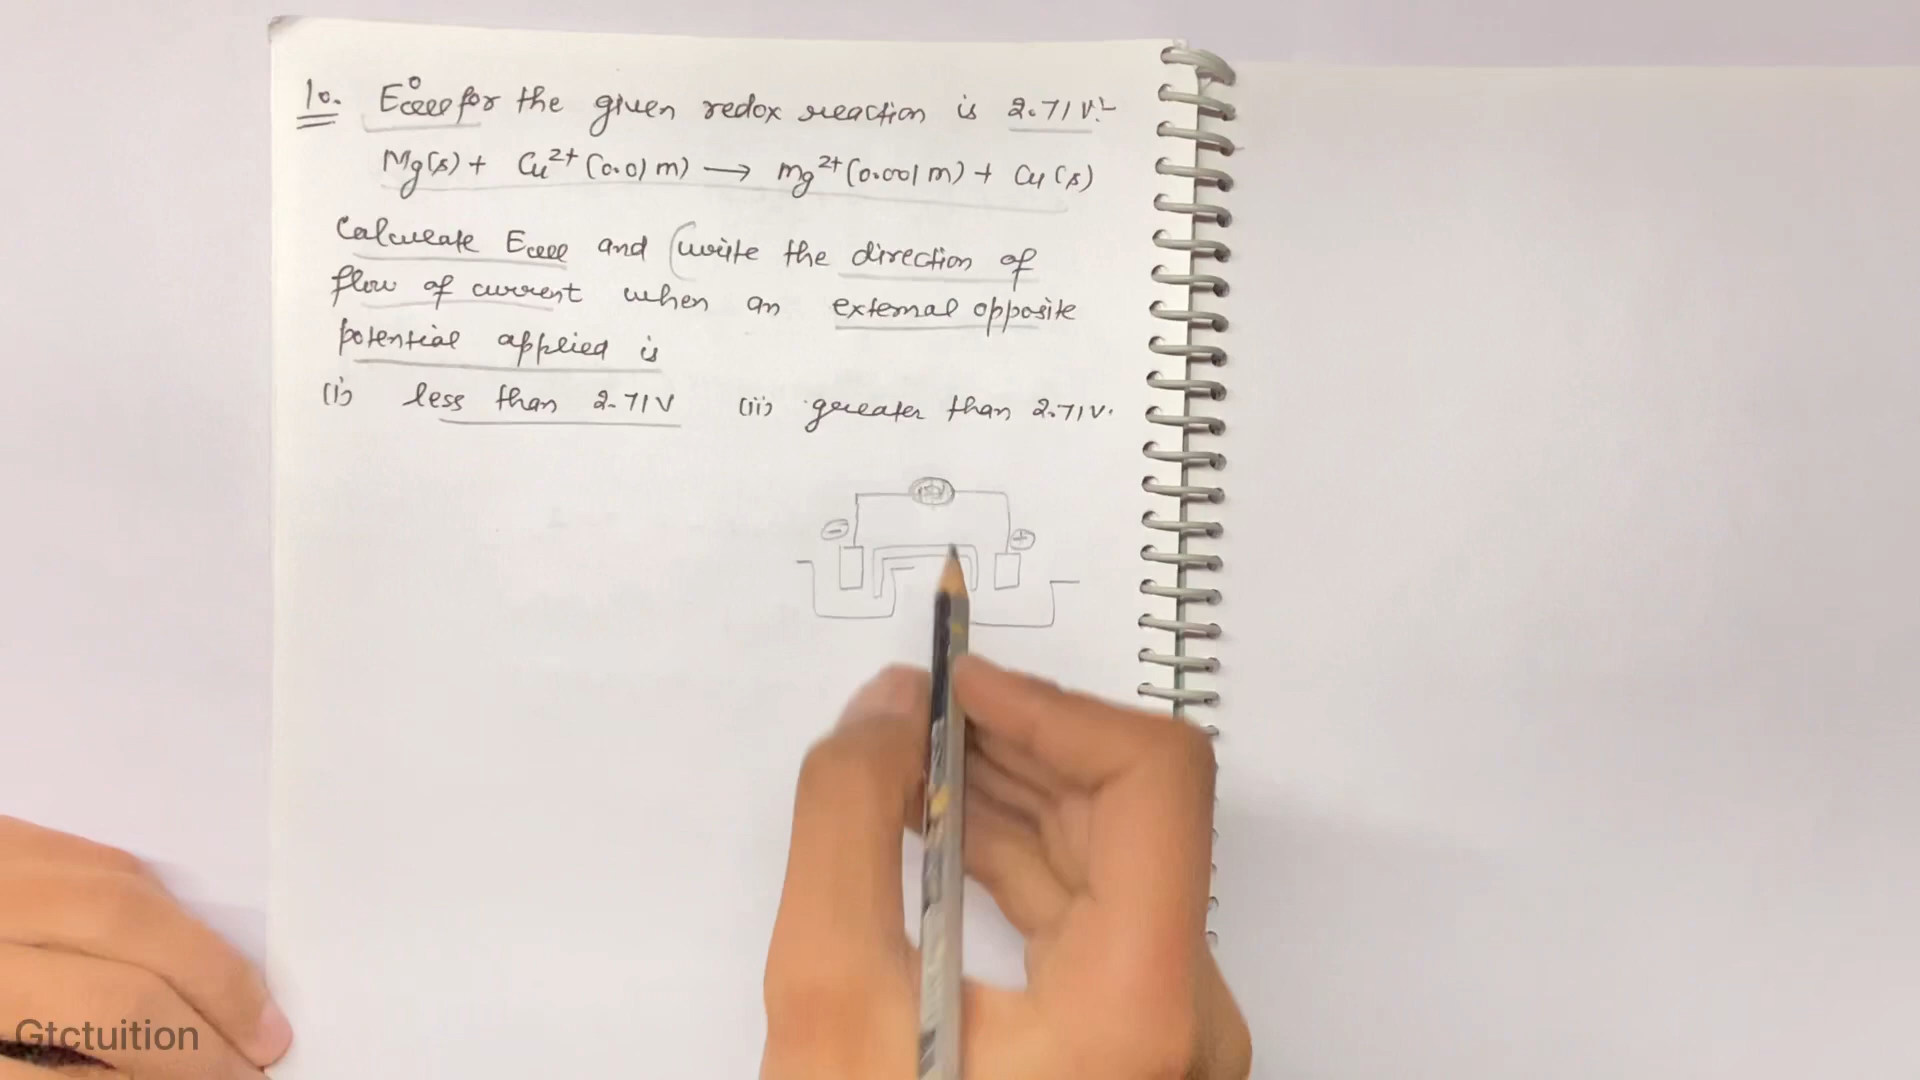 10. E°cell for the given redox reaction is 2.71V:-
Mg(s) + Cu²⁺(0.01m) → Mg²⁺(0.001m) + Cu(s)
Calculate Ecell and (write the direction of
flow of current when an external opposite
potential applied is
(i) less than 2.71V (ii) greater than 2.71V.
- +
Gtctuition